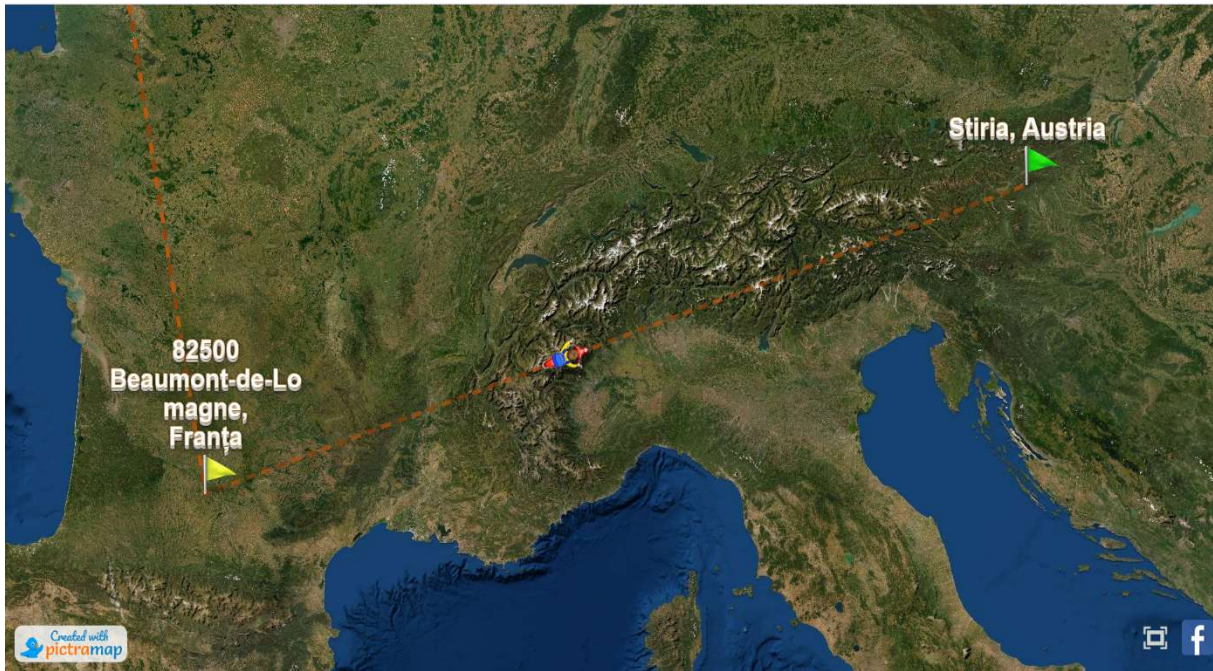 Stiria, Austria
82500
Beaumont-de-Lo
magne,
Franța
Created with
pictramap
f